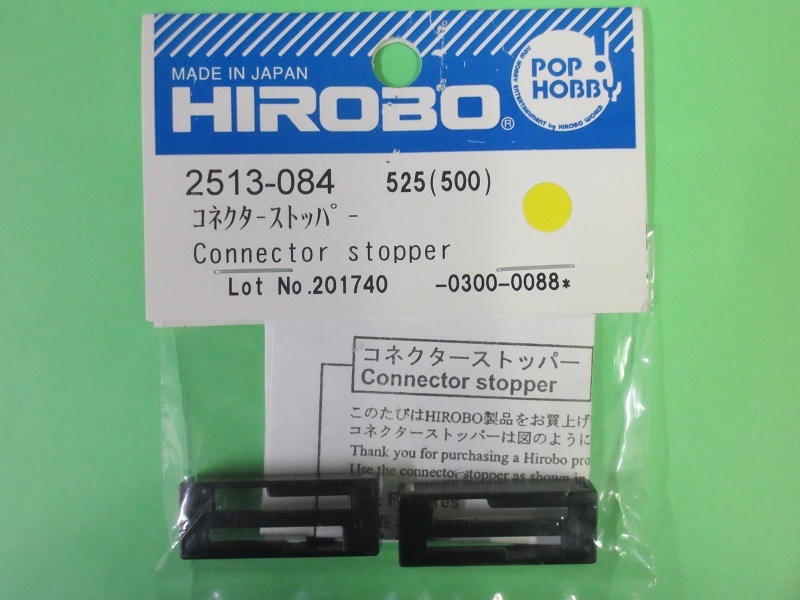 MADE IN JAPAN
HIROBO®
POP!
HOBBY
by HIROBO WORLD
2513-084 525(500)
コネクターストッパー
Connector stopper
Lot No.201740 -0300-0088*
コネクターストッパー
Connector stopper
このたびはHIROBO製品をお買上げ
コネクターストッパーは図のように
Thank you for purchasing a Hirobo pro
Use the connector stopper as shown in